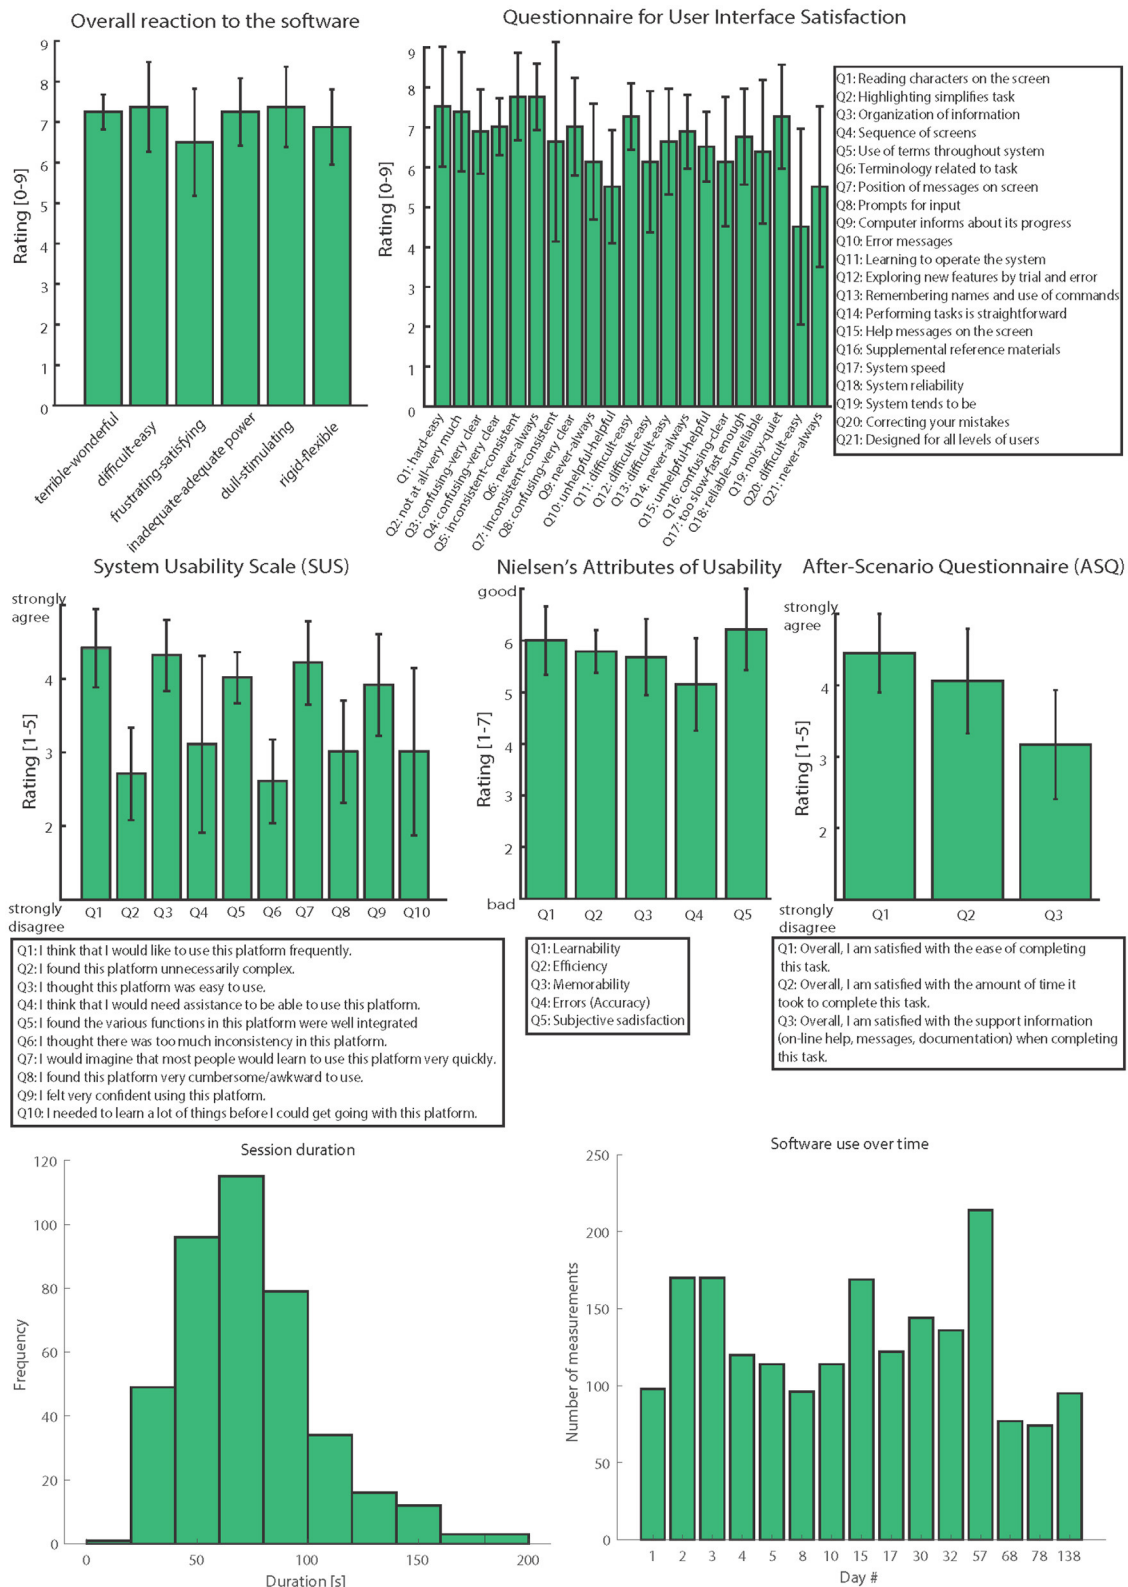 Overall reaction to the software
Rating [0-9]
9
8
7
6
5
4
3
2
1
0
terrible-wonderful
difficult-easy
frustrating-satisfying
inadequate-adequate power
dull-stimulating
rigid-flexible
Questionnaire for User Interface Satisfaction
Rating [0-9]
9
8
7
6
5
4
3
2
1
0
Q1: hard-easy
Q2: not at all-very much
Q3: confusing-very clear
Q4: confusing-very clear
Q5: inconsistent-consistent
Q6: never-always
Q7: inconsistent-consistent
Q8: confusing-very clear
Q9: never-always
Q10: unhelpful-helpful
Q11: difficult-easy
Q12: difficult-easy
Q13: difficult-easy
Q14: never-always
Q15: unhelpful-helpful
Q16: confusing-clear
Q17: too slow-fast enough
Q18: reliable-unreliable
Q19: noisy-quiet
Q20: difficult-easy
Q21: never-always
Q1: Reading characters on the screen
Q2: Highlighting simplifies task
Q3: Organization of information
Q4: Sequence of screens
Q5: Use of terms throughout system
Q6: Terminology related to task
Q7: Position of messages on screen
Q8: Prompts for input
Q9: Computer informs about its progress
Q10: Error messages
Q11: Learning to operate the system
Q12: Exploring new features by trial and error
Q13: Remembering names and use of commands
Q14: Performing tasks is straightforward
Q15: Help messages on the screen
Q16: Supplemental reference materials
Q17: System speed
Q18: System reliability
Q19: System tends to be
Q20: Correcting your mistakes
Q21: Designed for all levels of users
System Usability Scale (SUS)
strongly
agree
Rating [1-5]
4
3
2
strongly
disagree
Q1 Q2 Q3 Q4 Q5 Q6 Q7 Q8 Q9 Q10
Q1: I think that I would like to use this platform frequently.
Q2: I found this platform unnecessarily complex.
Q3: I thought this platform was easy to use.
Q4: I think that I would need assistance to be able to use this platform.
Q5: I found the various functions in this platform were well integrated
Q6: I thought there was too much inconsistency in this platform.
Q7: I would imagine that most people would learn to use this platform very quickly.
Q8: I found this platform very cumbersome/awkward to use.
Q9: I felt very confident using this platform.
Q10: I needed to learn a lot of things before I could get going with this platform.
Nielsen's Attributes of Usability
good
Rating [1-7]
6
5
4
3
2
bad
Q1 Q2 Q3 Q4 Q5
Q1: Learnability
Q2: Efficiency
Q3: Memorability
Q4: Errors (Accuracy)
Q5: Subjective sadisfaction
After-Scenario Questionnaire (ASQ)
strongly
agree
Rating [1-5]
4
3
2
strongly
disagree
Q1 Q2 Q3
Q1: Overall, I am satisfied with the ease of completing
this task.
Q2: Overall, I am satisfied with the amount of time it
took to complete this task.
Q3: Overall, I am satisfied with the support information
(on-line help, messages, documentation) when completing
this task.
Session duration
Frequency
120
100
80
60
40
20
0
0 50 100 150 200
Duration [s]
Software use over time
Number of measurements
250
200
150
100
50
0
1 2 3 4 5 8 10 15 17 30 32 57 68 78 138
Day #